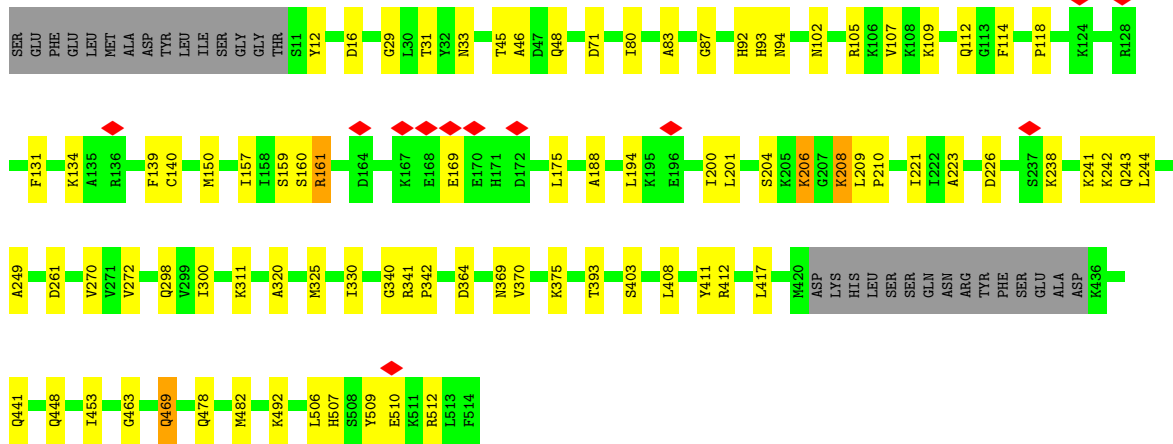 SER GLU PHE GLU LEU MET ALA ASP TYR LEU ILE SER GLY GLY THR S11 Y12 D16 G29 L30 T31 Y32 N33 T45 A46 D47 Q48 D71 I80 A83 G87 H92 H93 N94 N102 R105 K106 V107 K108 K109 Q112 G113 F114 P118 K124 R128
F131 K134 A135 R136 F139 C140 M150 I157 I158 S159 S160 R161 D164 K167 E168 E169 E170 H171 D172 L175 A188 L194 K195 E196 I200 L201 S204 K205 K206 G207 K208 L209 P210 I221 I222 A223 D226 S237 K238 K241 K242 Q243 L244
A249 D261 V270 V271 V272 Q298 V299 I300 K311 A320 M325 I330 G340 R341 P342 D364 N369 V370 K375 T393 S403 L408 Y411 R412 L417 M420 ASP LYS HIS LEU SER SER GLN ASN ARG TYR PHE SER GLU ALA ASP K436
Q441 Q448 I453 G463 Q469 Q478 M482 K492 L506 H507 S508 Y509 E510 K511 R512 L513 F514